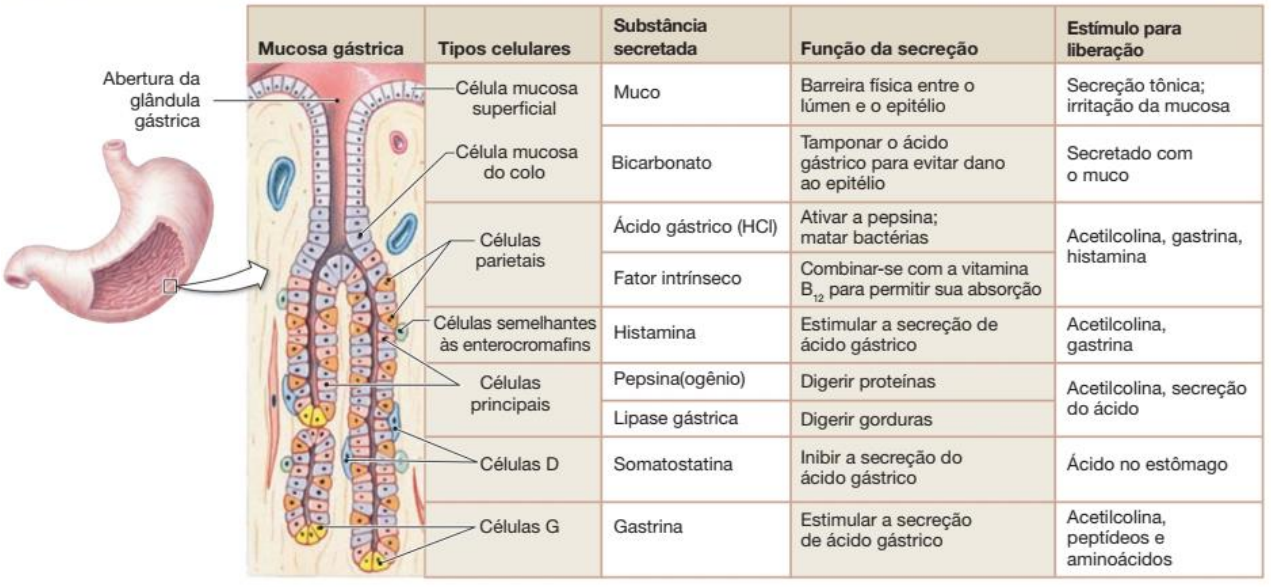 Mucosa gástrica
Tipos celulares
Substância
secretada
Função da secreção
Estímulo para
liberação
Abertura da
glândula
gástrica
Célula mucosa
superficial
Muco
Barreira física entre o
lúmen e o epitélio
Secreção tônica;
irritação da mucosa
Célula mucosa
do colo
Bicarbonato
Tamponar o ácido
gástrico para evitar dano
ao epitélio
Secretado com
o muco
Células
parietais
Ácido gástrico (HCl)
Ativar a pepsina;
matar bactérias
Acetilcolina, gastrina,
histamina
Fator intrínseco
Combinar-se com a vitamina
B12 para permitir sua absorção
Células semelhantes
às enterocromafins
Histamina
Estimular a secreção de
ácido gástrico
Acetilcolina,
gastrina
Células
principais
Pepsina(ogênio)
Digerir proteínas
Acetilcolina, secreção
do ácido
Lipase gástrica
Digerir gorduras
Células D
Somatostatina
Inibir a secreção do
ácido gástrico
Ácido no estômago
Células G
Gastrina
Estimular a secreção
de ácido gástrico
Acetilcolina,
peptídeos e
aminoácidos